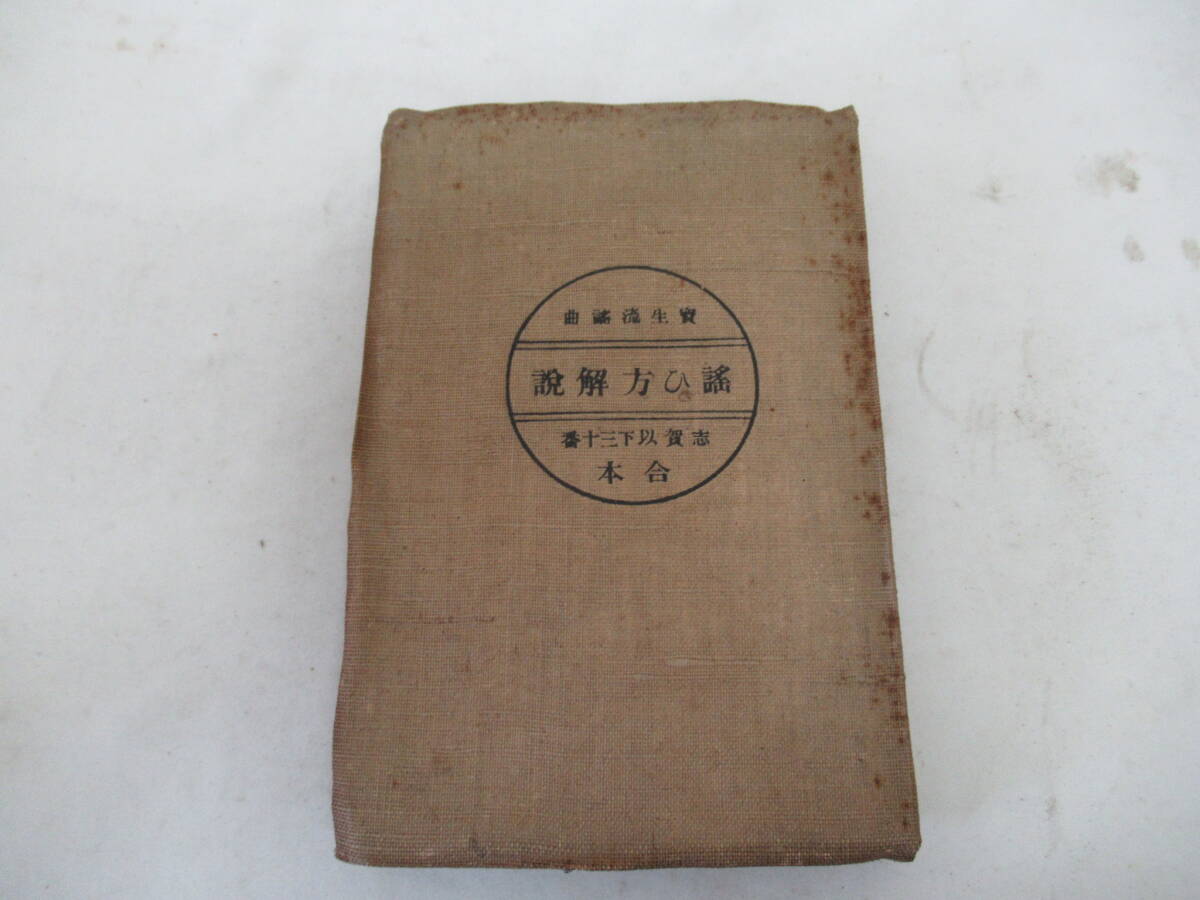 寳生流謠曲
謠ひ方解說
志賀以下三十番
合本